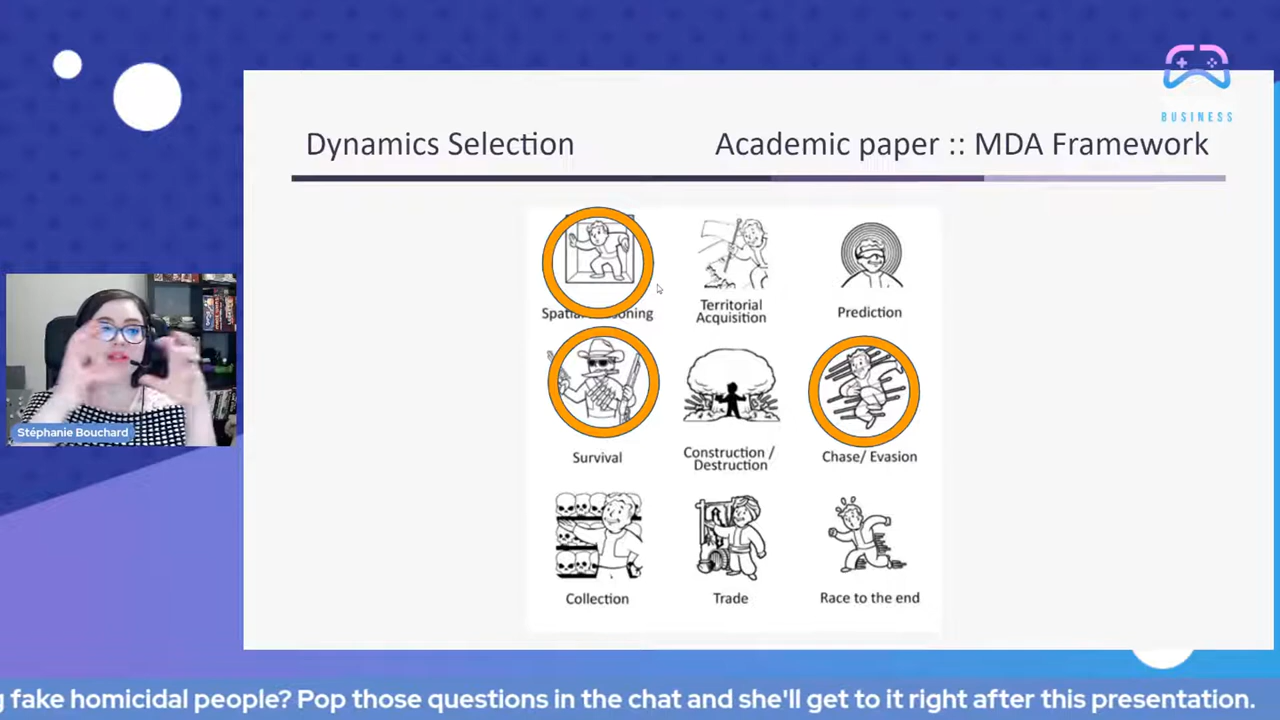 BUSINESS
Dynamics Selection
Academic paper :: MDA Framework
Territorial
Acquisition
Prediction
Survival
Construction /
Destruction
Chase/ Evasion
Collection
Trade
Race to the end
Stéphanie Bouchard
fake homicidal people? Pop those questions in the chat and she'll get to it right after this presentation.